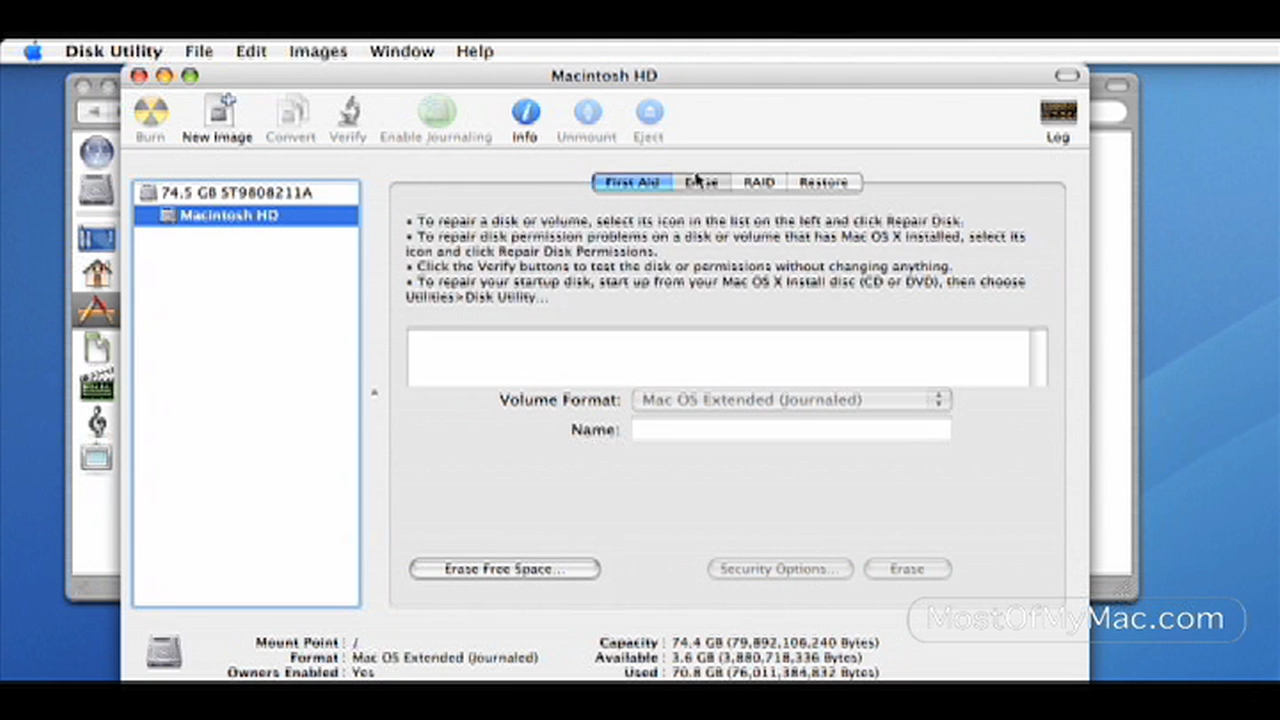 Disk Utility File Edit Images Window Help
Macintosh HD
Burn New Image Convert Verify Enable Journaling Info Unmount Eject Log
First Aid Erase RAID Restore
74.5 GB ST9808211A
Macintosh HD
• To repair a disk or volume, select its icon in the list on the left and click Repair Disk.
• To repair disk permission problems on a disk or volume that has Mac OS X installed, select its
icon and click Repair Disk Permissions.
• Click the Verify buttons to test the disk or permissions without changing anything.
• To repair your startup disk, start up from your Mac OS X Install disc (CD or DVD), then choose
Utilities>Disk Utility...
Volume Format: Mac OS Extended (Journaled)
Name:
Erase Free Space... Security Options... Erase
MostOfMyMac.com
Mount Point : / Capacity : 74.4 GB (79,892,106,240 Bytes)
Format : Mac OS Extended (Journaled) Available : 3.6 GB (3,880,718,336 Bytes)
Owners Enabled : Yes Used : 70.8 GB (76,011,384,832 Bytes)